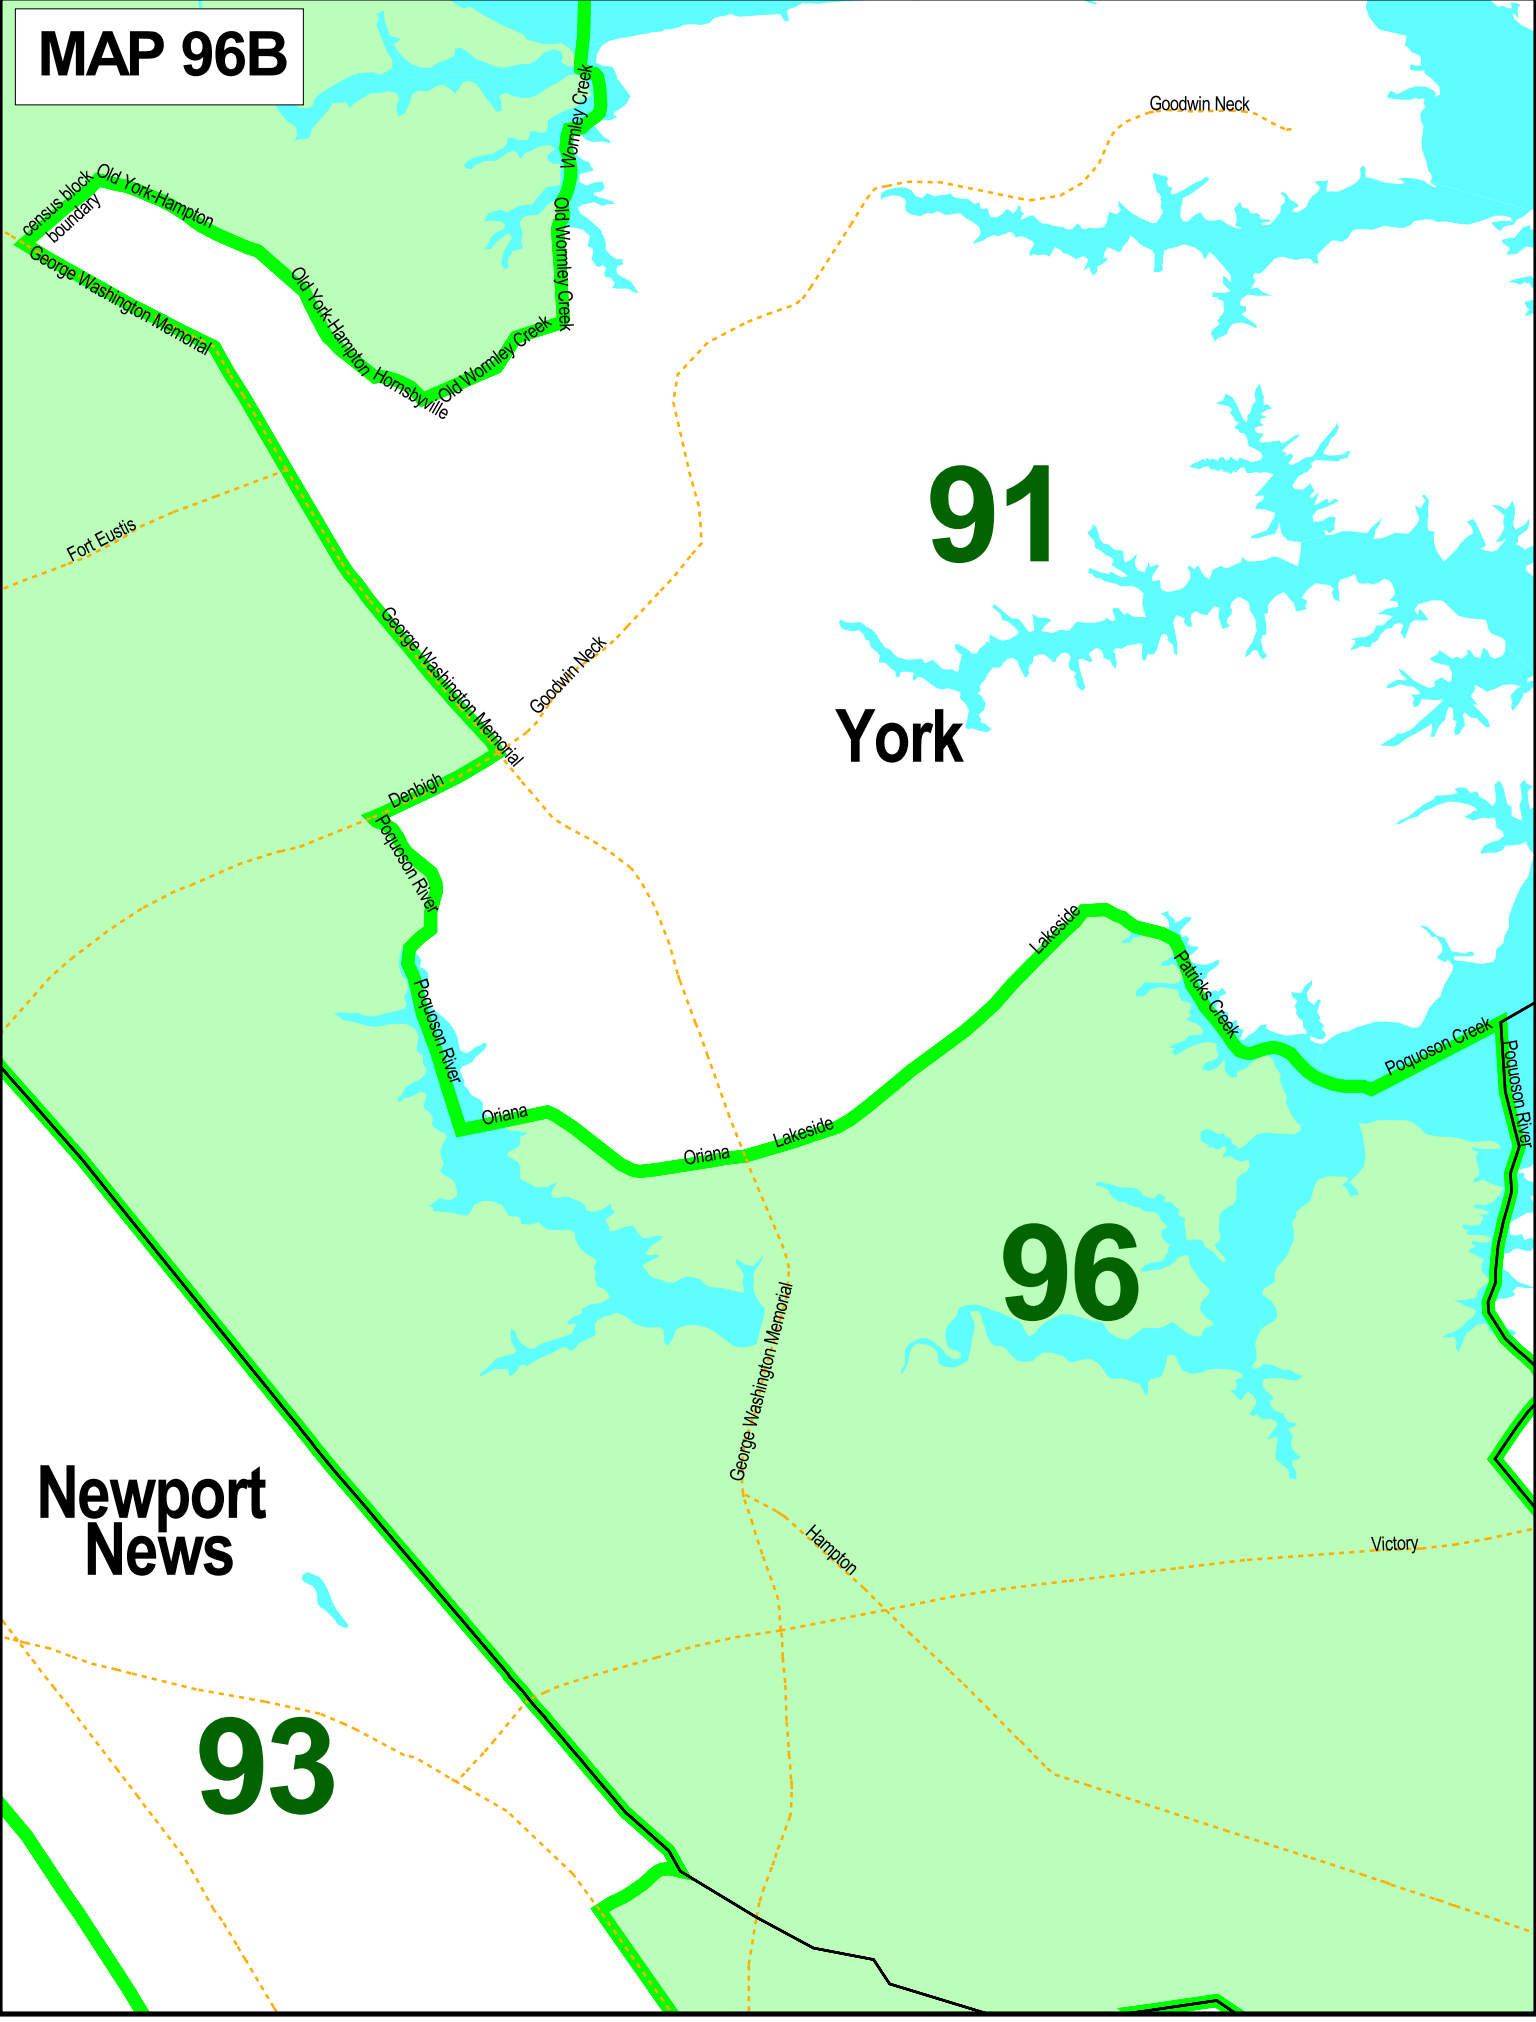 MAP 96B
Wormley Creek
Goodwin Neck
census block
boundary
Old York-Hampton
Old Wormley Creek
George Washington Memorial
Old York-Hampton
Old Wormley Creek
Hornsbyville
91
Fort Eustis
George Washington Memorial
Goodwin Neck
York
Denbigh
Poquoson River
Lakeside
Patricks Creek
Poquoson River
Poquoson Creek
Poquoson River
Oriana
Oriana
Lakeside
96
George Washington Memorial
Newport
News
Hampton
Victory
93